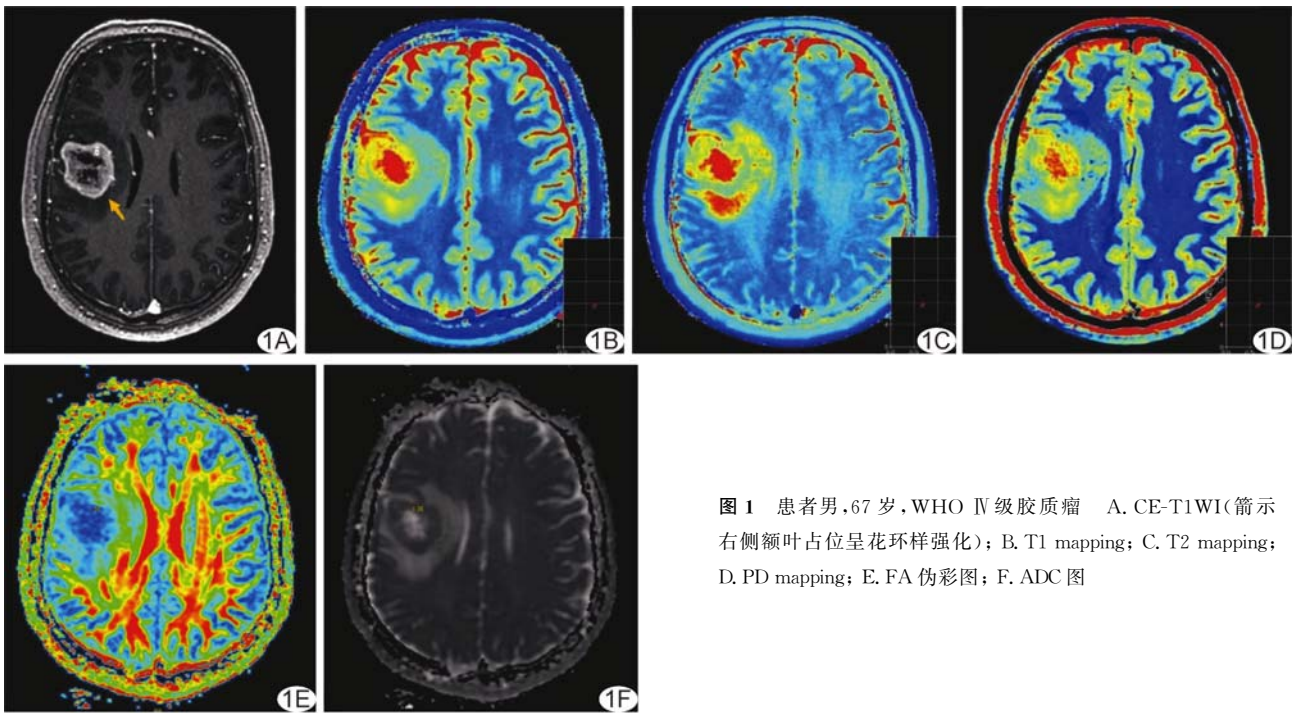 1A
1B
1C
1D
1E
1F
图 1 患者男,67 岁,WHO Ⅳ级胶质瘤 A. CE-T1WI(箭示
右侧额叶占位呈花环样强化); B. T1 mapping; C. T2 mapping;
D. PD mapping; E. FA 伪彩图; F. ADC 图